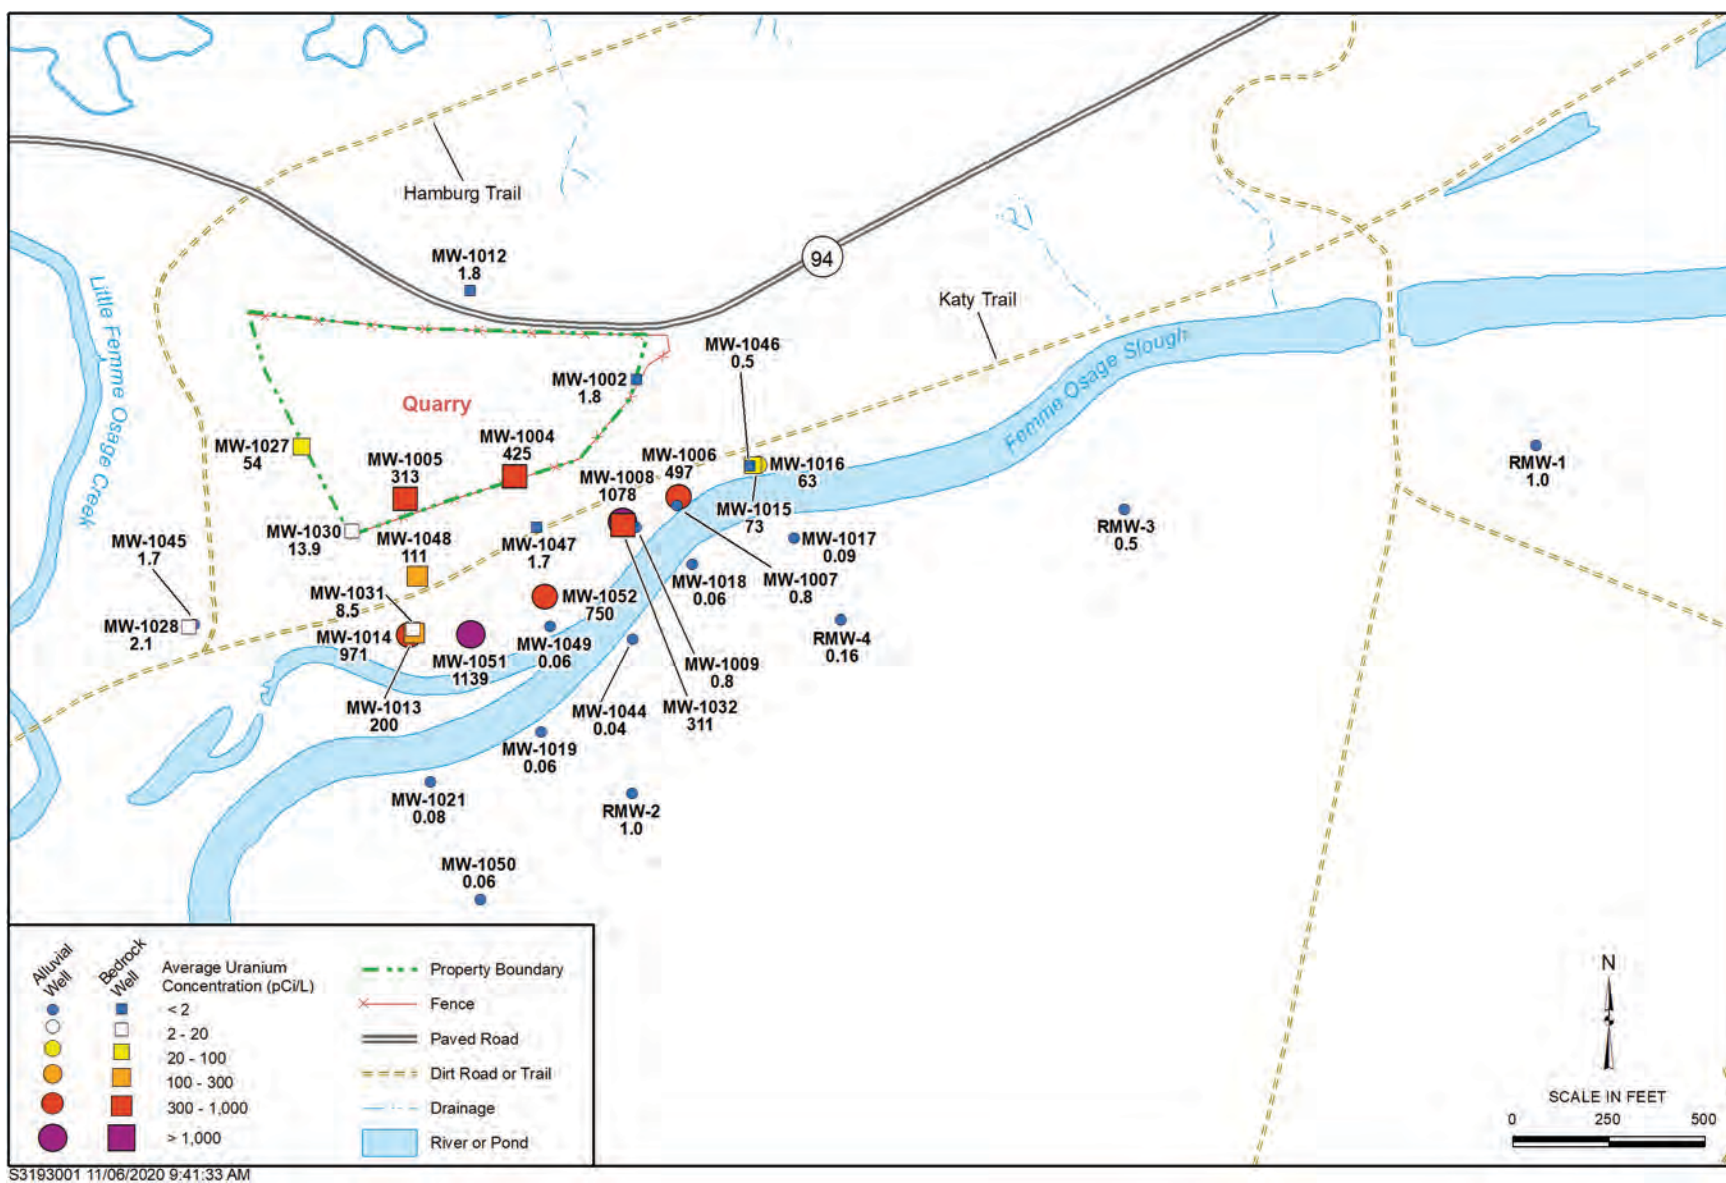 Hamburg Trail
MW-1012
1.8
94
Little Femme Osage Creek
Katy Trail
MW-1046
0.5
Femme Osage Slough
MW-1002
1.8
Quarry
MW-1027
54
MW-1004
425
MW-1005
313
MW-1006
497
MW-1008
1078
MW-1016
63
RMW-1
1.0
MW-1015
73
RMW-3
0.5
MW-1030
13.9
MW-1048
111
MW-1047
1.7
MW-1017
0.09
MW-1045
1.7
MW-1018
0.06
MW-1007
0.8
MW-1031
8.5
MW-1052
750
MW-1028
2.1
MW-1014
971
MW-1049
0.06
RMW-4
0.16
MW-1051
1139
MW-1009
0.8
MW-1013
200
MW-1044
0.04
MW-1032
311
MW-1019
0.06
MW-1021
0.08
RMW-2
1.0
MW-1050
0.06
Alluvial
Well
Bedrock
Well
Average Uranium
Concentration (pCi/L)
< 2
2 - 20
20 - 100
100 - 300
300 - 1,000
> 1,000
Property Boundary
Fence
Paved Road
Dirt Road or Trail
Drainage
River or Pond
N
SCALE IN FEET
0 250 500
S3193001 11/06/2020 9:41:33 AM